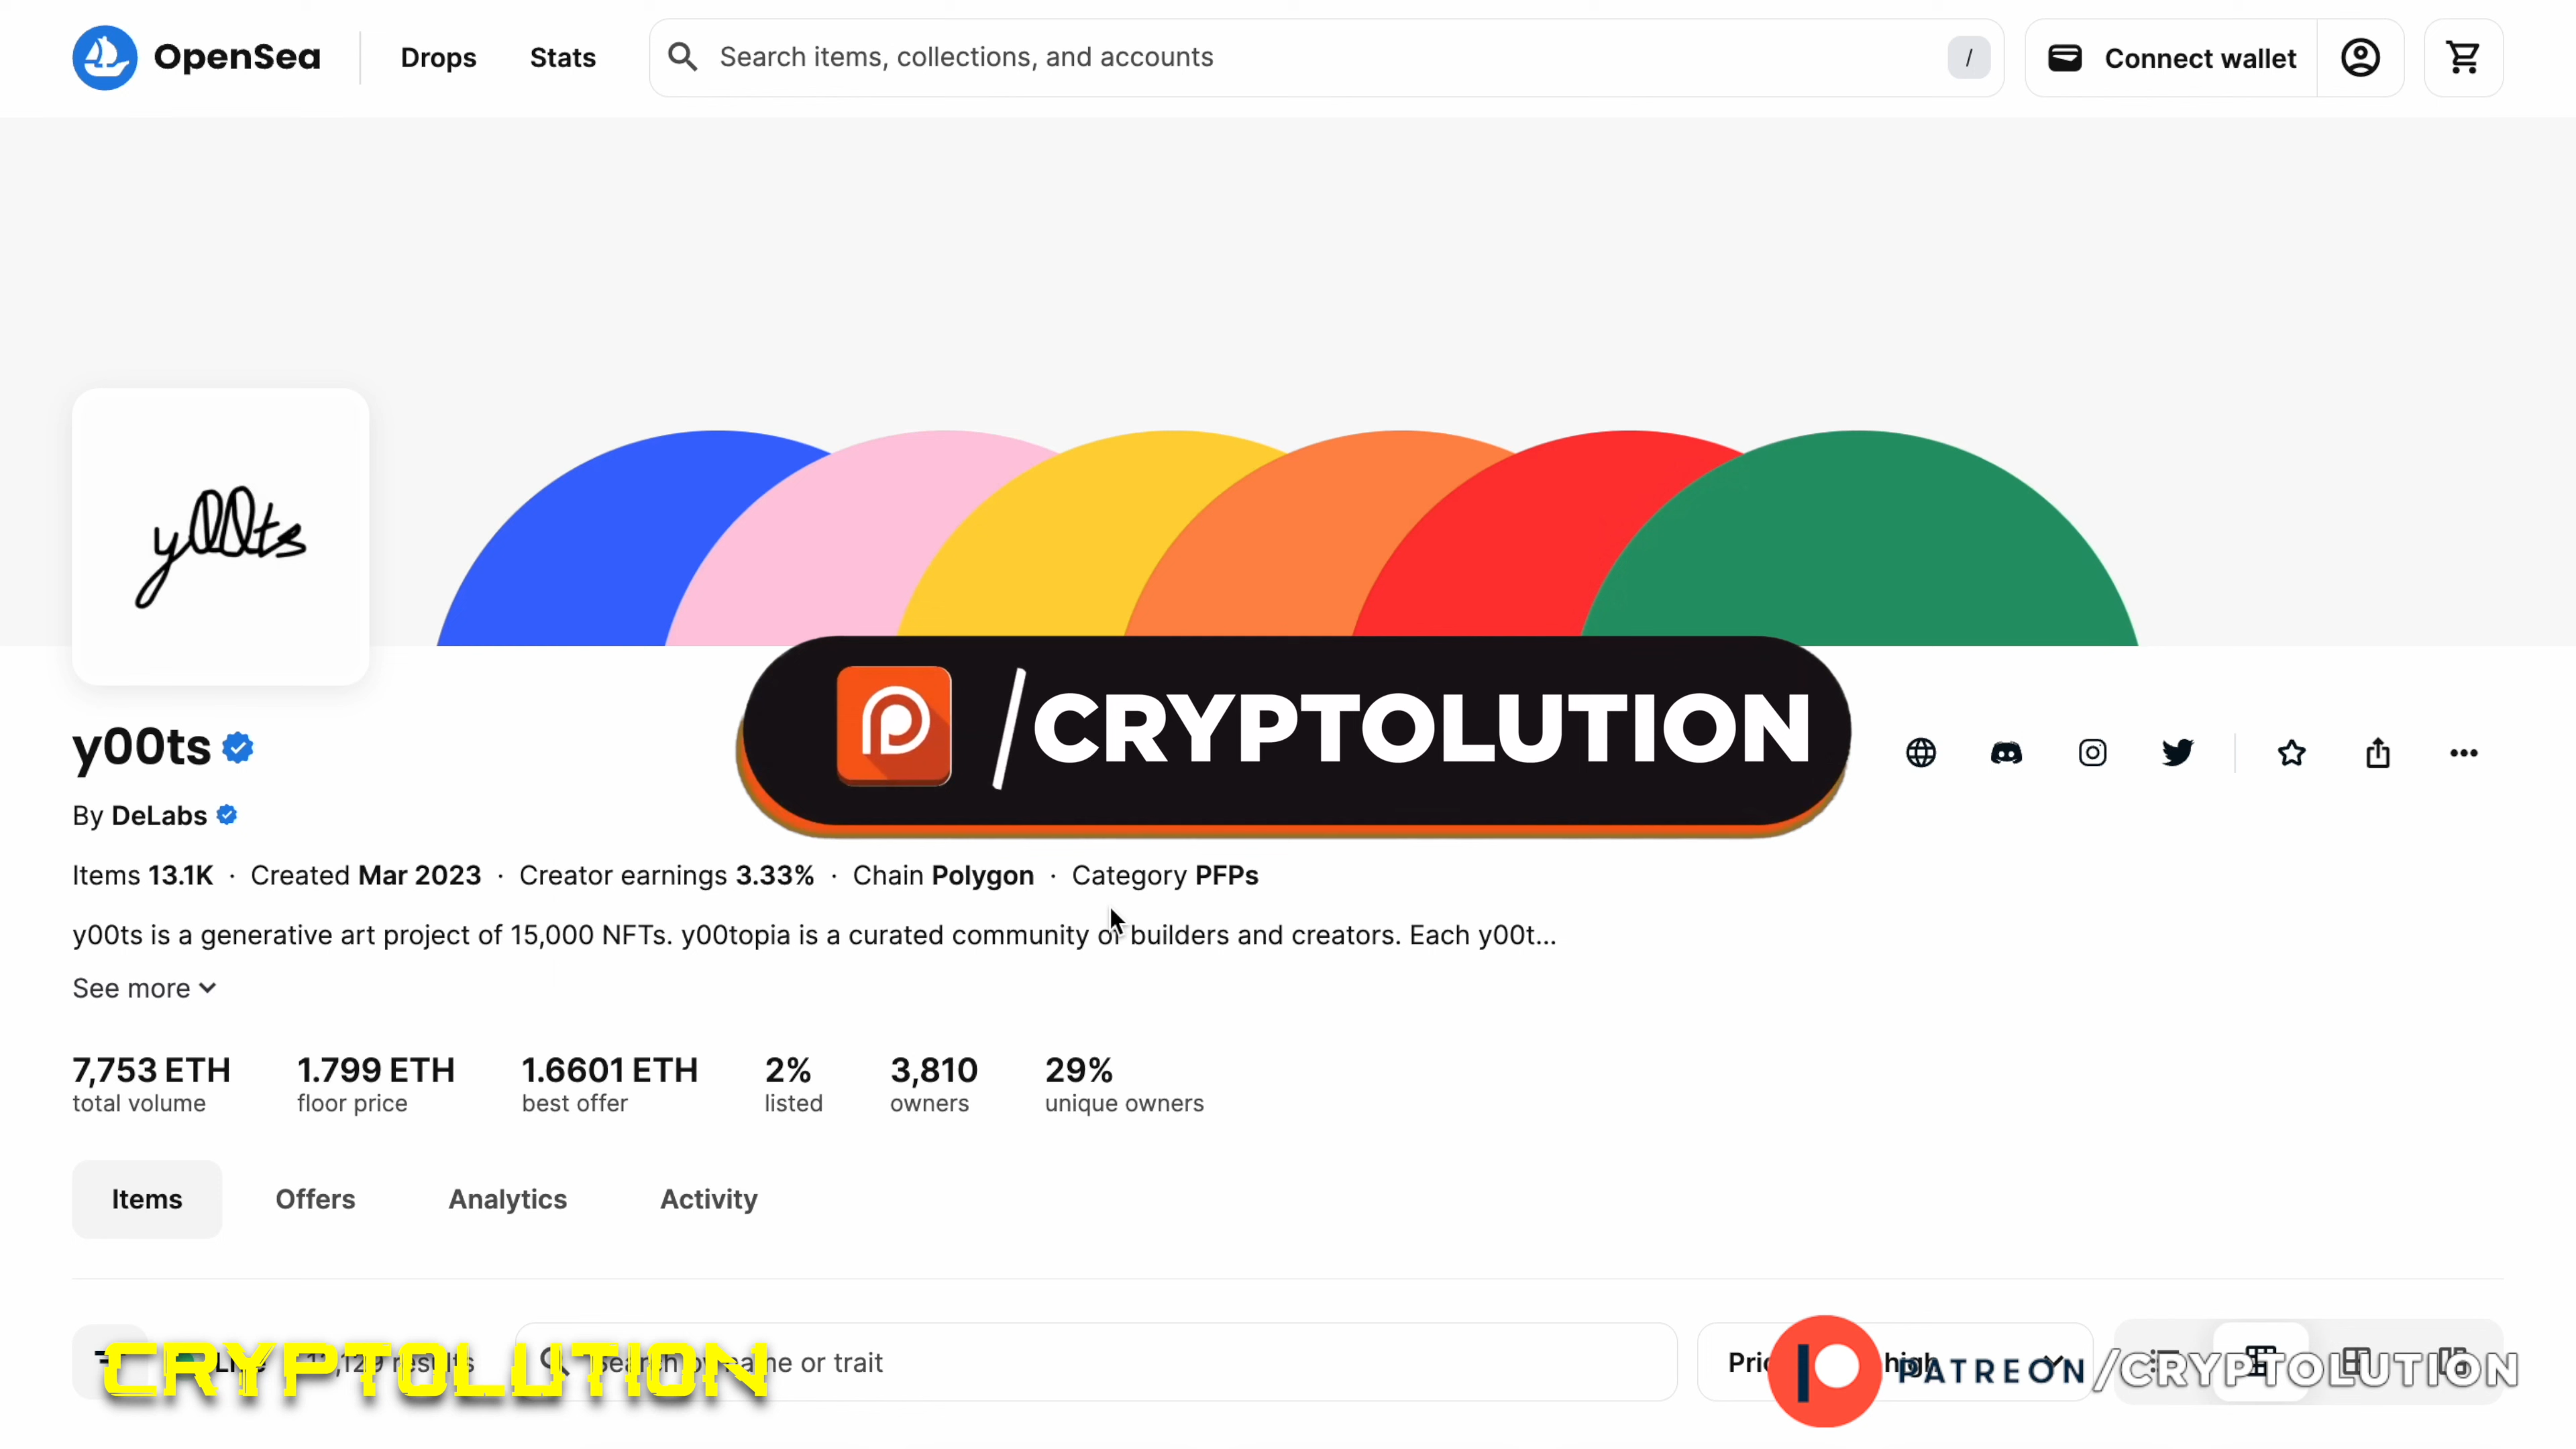 OpenSea
Drops
Stats
Search items, collections, and accounts
/
Connect wallet
y00ts
/CRYPTOLUTION
y00ts
By DeLabs
Items 13.1K · Created Mar 2023 · Creator earnings 3.33% · Chain Polygon · Category PFPs
y00ts is a generative art project of 15,000 NFTs. y00topia is a curated community of builders and creators. Each y00t...
See more
7,753 ETH
total volume
1.799 ETH
floor price
1.6601 ETH
best offer
2%
listed
3,810
owners
29%
unique owners
Items
Offers
Analytics
Activity
CRYPTOLUTION
results
name or trait
high
PATREON/CRYPTOLUTION